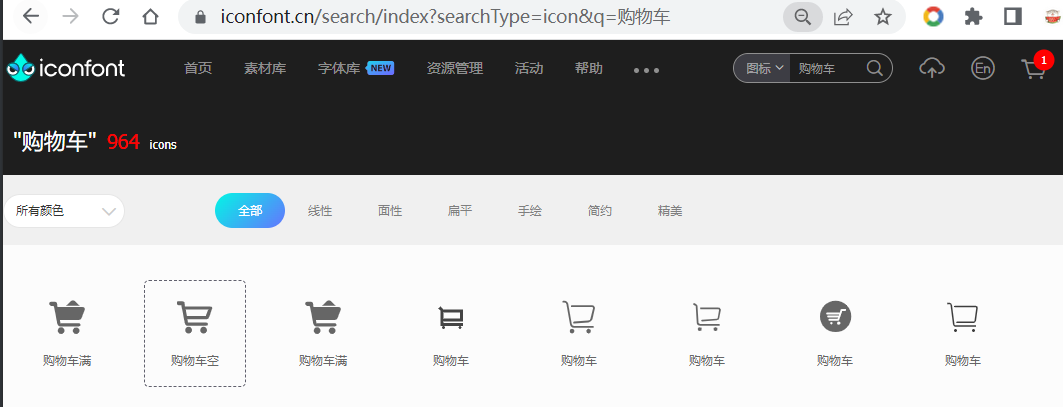 iconfont.cn/search/index?searchType=icon&q=购物车
iconfont 首页 素材库 字体库 NEW 资源管理 活动 帮助 图标 购物车 En 1
"购物车" 964 icons
所有颜色 全部 线性 面性 扁平 手绘 简约 精美
购物车满 购物车空 购物车满 购物车 购物车 购物车 购物车 购物车